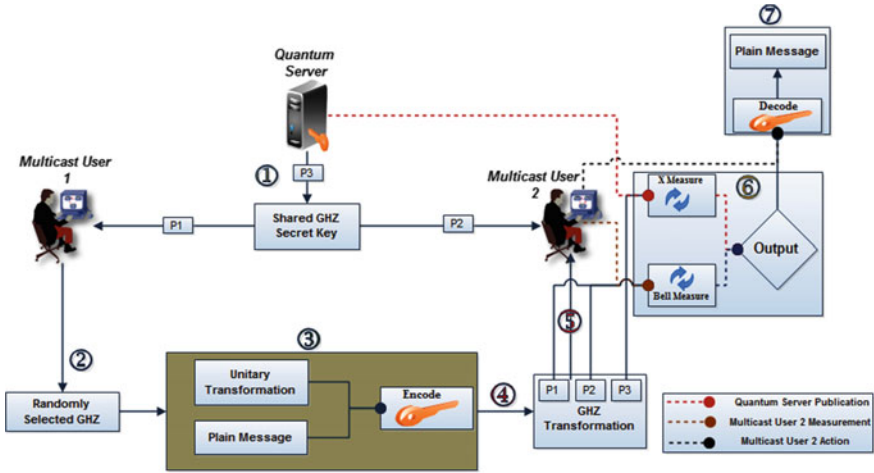 ⑦
Plain Message
Decode
Quantum
Server
①
P3
Multicast User
1
Multicast User
2
X Measure
⑥
P1
Shared GHZ
Secret Key
P2
Output
Bell Measure
②
③
⑤
Unitary
Transformation
Encode
④
P1
P2
P3
Randomly
Selected GHZ
Plain Message
GHZ
Transformation
Quantum Server Publication
Multicast User 2 Measurement
Multicast User 2 Action